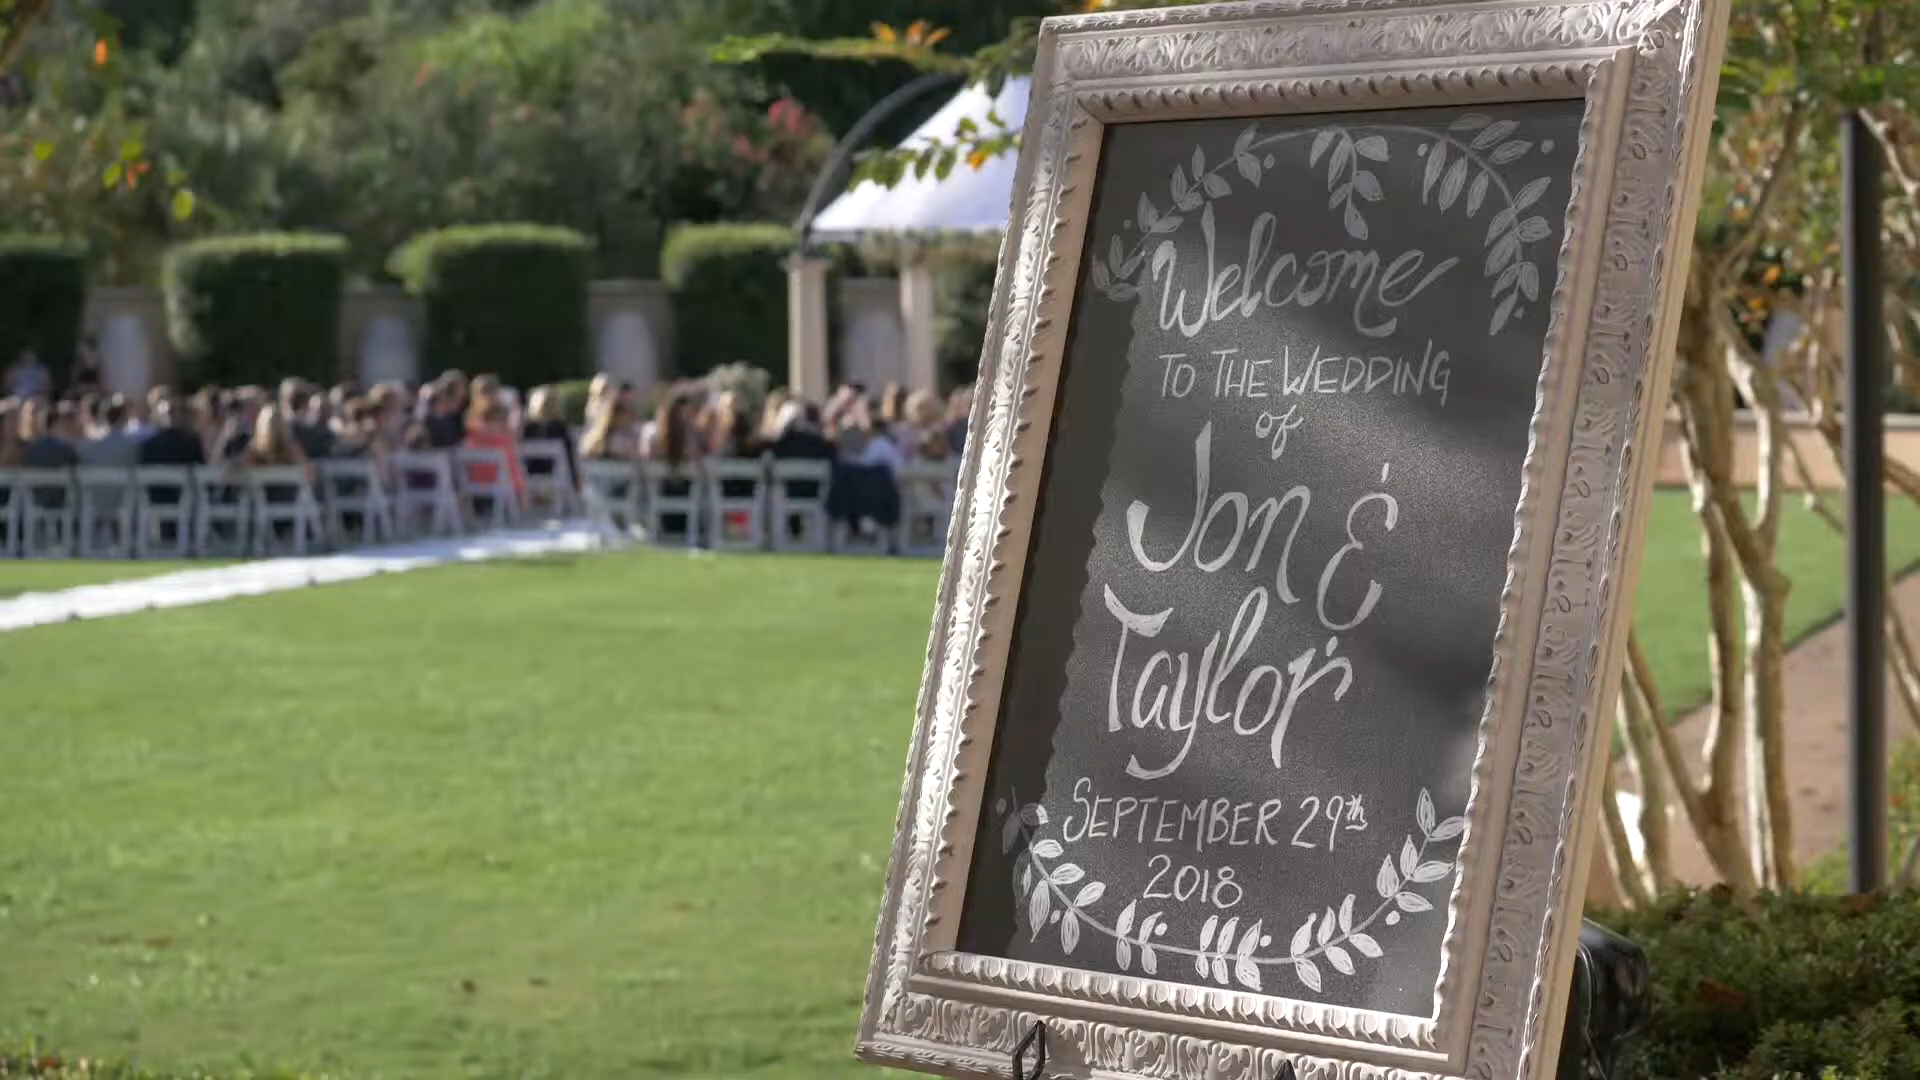 Welcome
TO THE WEDDING
of
Jon &
Taylor
SEPTEMBER 29th
2018